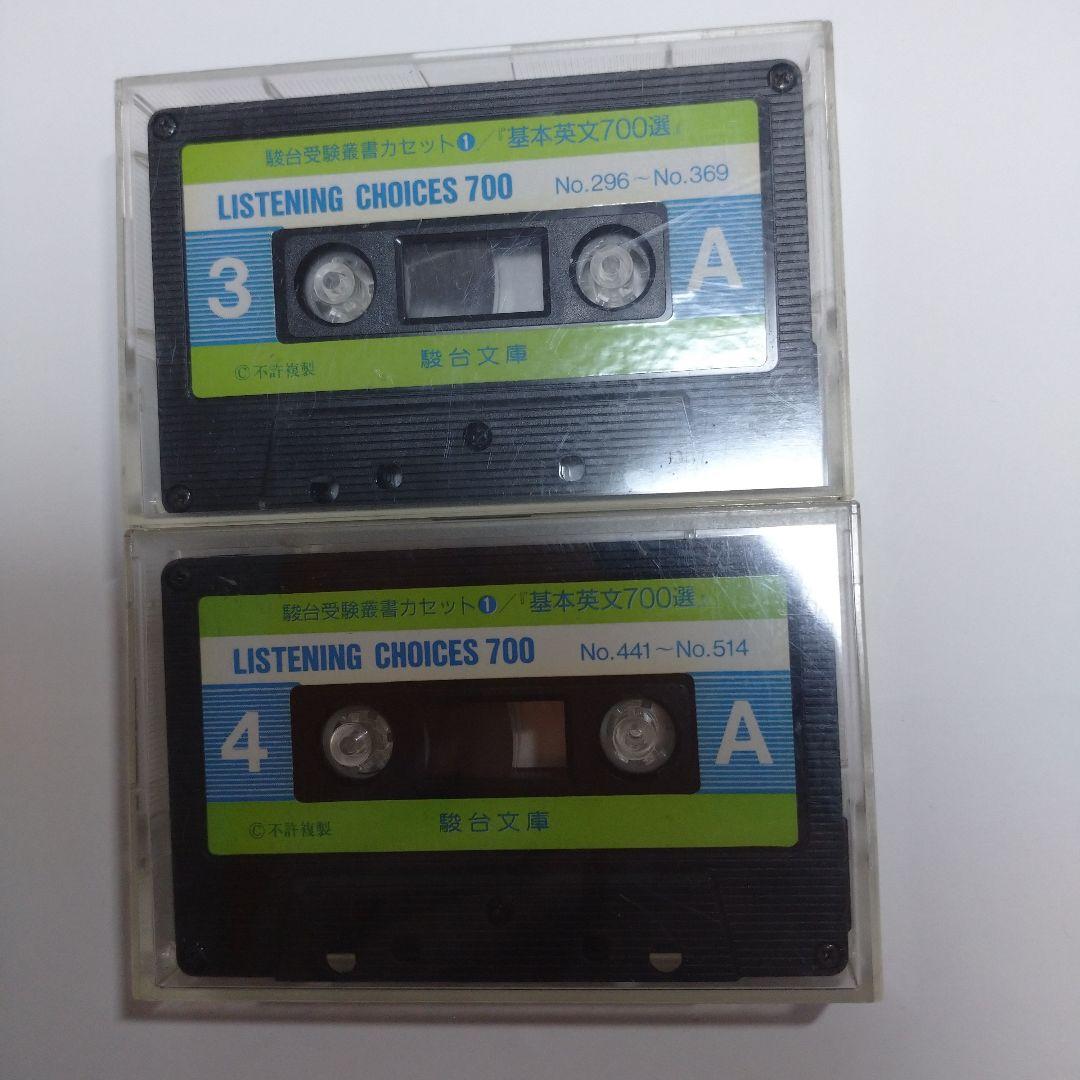 駿台受験叢書カセット❶/『基本英文700選』
LISTENING CHOICES 700 No.296~No.369
3 A
駿台文庫
©不許複製
駿台受験叢書カセット❶/『基本英文700選』
LISTENING CHOICES 700 No.441~No.514
4 A
駿台文庫
©不許複製